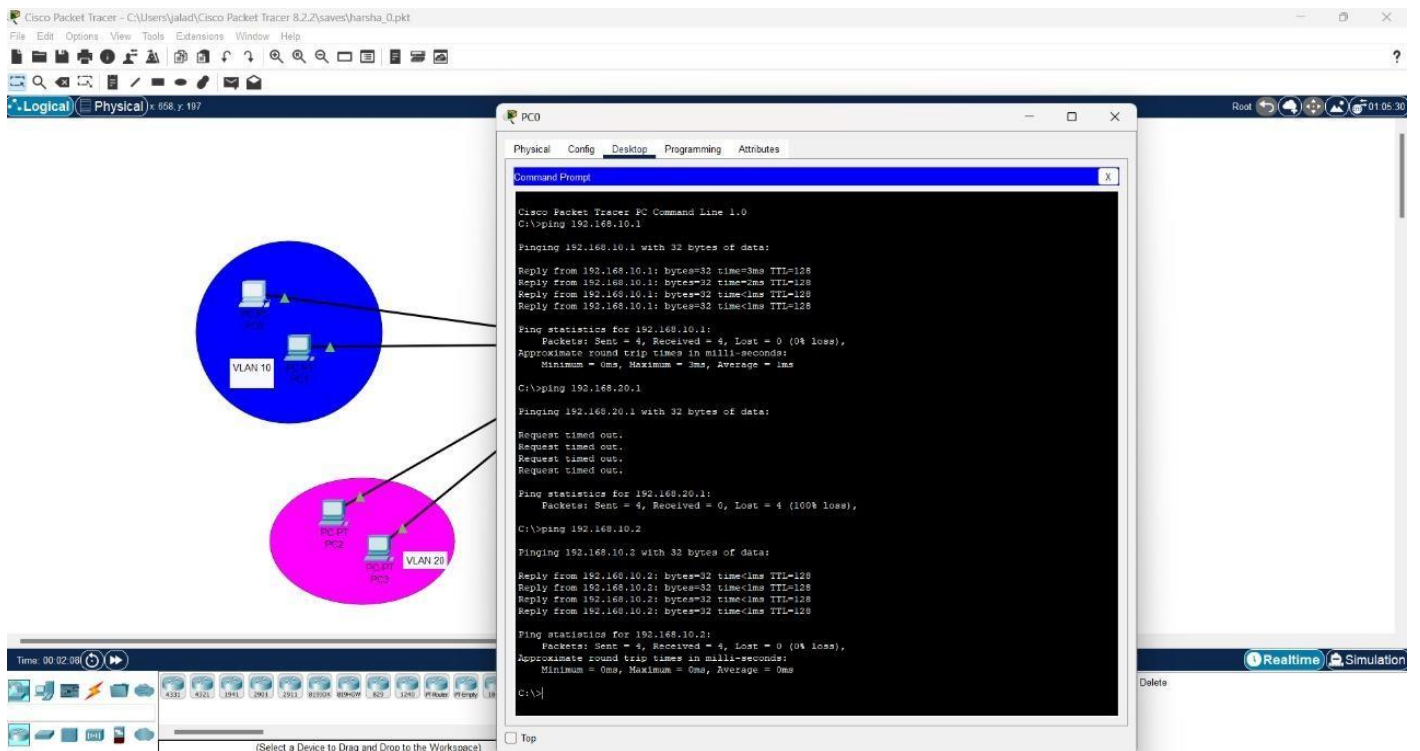 Cisco Packet Tracer - C:\Users\jalad\Cisco Packet Tracer 8.2.2\saves\harsha_0.pkt
File Edit Options View Tools Extensions Window Help
?
Logical Physical x: 658, y: 197
Root 01:05:30
PC0
Physical Config Desktop Programming Attributes
Command Prompt X
Cisco Packet Tracer PC Command Line 1.0
C:\>ping 192.168.10.1
Pinging 192.168.10.1 with 32 bytes of data:
Reply from 192.168.10.1: bytes=32 time=3ms TTL=128
Reply from 192.168.10.1: bytes=32 time=2ms TTL=128
Reply from 192.168.10.1: bytes=32 time<1ms TTL=128
Reply from 192.168.10.1: bytes=32 time<1ms TTL=128
Ping statistics for 192.168.10.1:
Packets: Sent = 4, Received = 4, Lost = 0 (0% loss),
Approximate round trip times in milli-seconds:
Minimum = 0ms, Maximum = 3ms, Average = 1ms
C:\>ping 192.168.20.1
Pinging 192.168.20.1 with 32 bytes of data:
Request timed out.
Request timed out.
Request timed out.
Request timed out.
Ping statistics for 192.168.20.1:
Packets: Sent = 4, Received = 0, Lost = 4 (100% loss),
C:\>ping 192.168.10.2
Pinging 192.168.10.2 with 32 bytes of data:
Reply from 192.168.10.2: bytes=32 time<1ms TTL=128
Reply from 192.168.10.2: bytes=32 time<1ms TTL=128
Reply from 192.168.10.2: bytes=32 time<1ms TTL=128
Reply from 192.168.10.2: bytes=32 time<1ms TTL=128
Ping statistics for 192.168.10.2:
Packets: Sent = 4, Received = 4, Lost = 0 (0% loss),
Approximate round trip times in milli-seconds:
Minimum = 0ms, Maximum = 0ms, Average = 0ms
C:\>
Top
PC-PT
PC0
VLAN 10
PC-PT
PC1
PC-PT
PC2
VLAN 20
PC-PT
PC3
Time: 00:02:08
Realtime Simulation
4331 4321 1941 2901 2911 819IOX 819HGW 829 1240 PT-Router PT-Empty
Delete
(Select a Device to Drag and Drop to the Workspace)